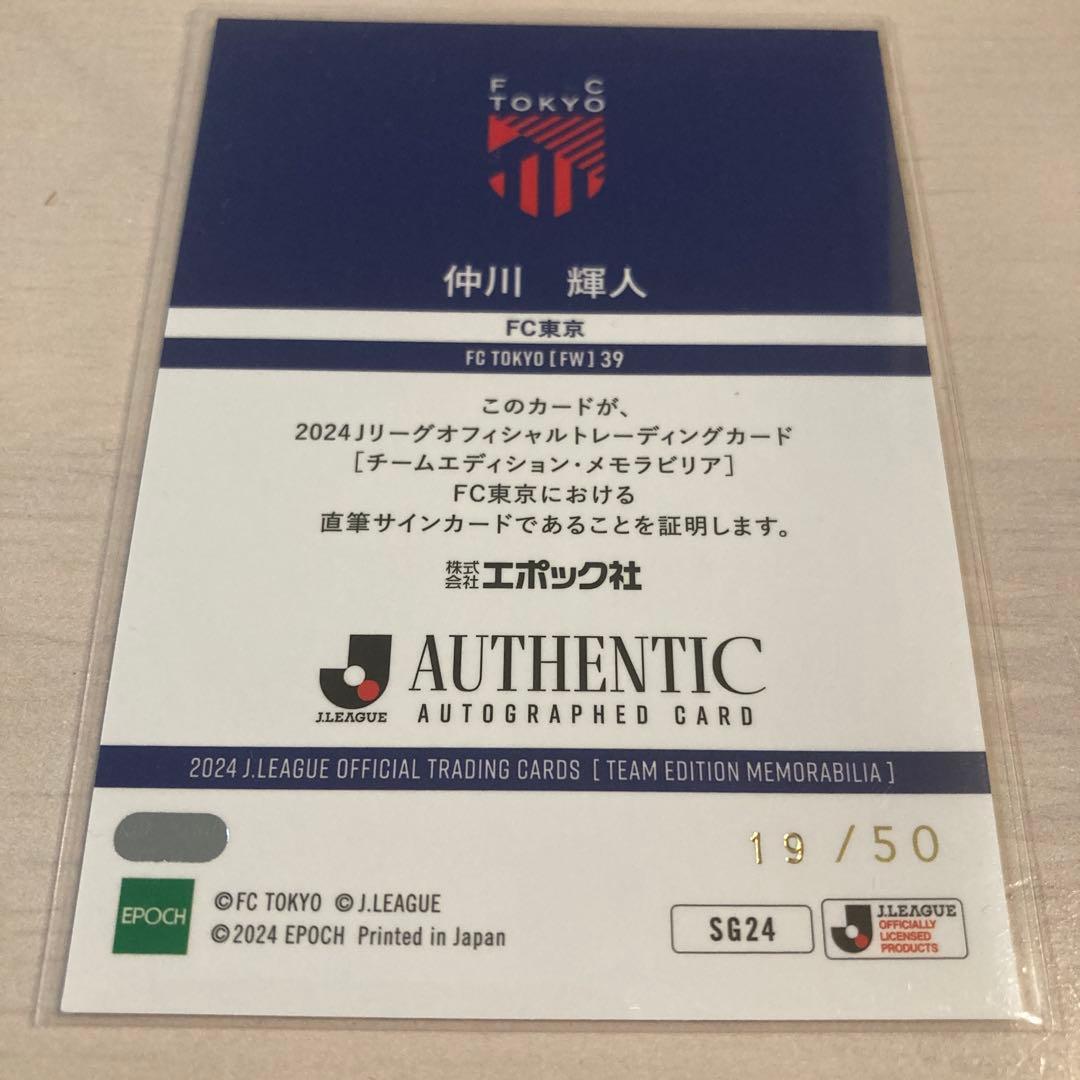 F C
TOKYO
仲川 輝人
FC東京
FC TOKYO [FW] 39
このカードが、
2024Jリーグオフィシャルトレーディングカード
[チームエディション・メモラビリア]
FC東京における
直筆サインカードであることを証明します。
株式会社エポック社
J.LEAGUE
AUTHENTIC
AUTOGRAPHED CARD
2024 J.LEAGUE OFFICIAL TRADING CARDS [TEAM EDITION MEMORABILIA]
19 /50
EPOCH
©FC TOKYO ©J.LEAGUE
©2024 EPOCH Printed in Japan
SG24
J.LEAGUE
OFFICIALLY
LICENSED
PRODUCTS